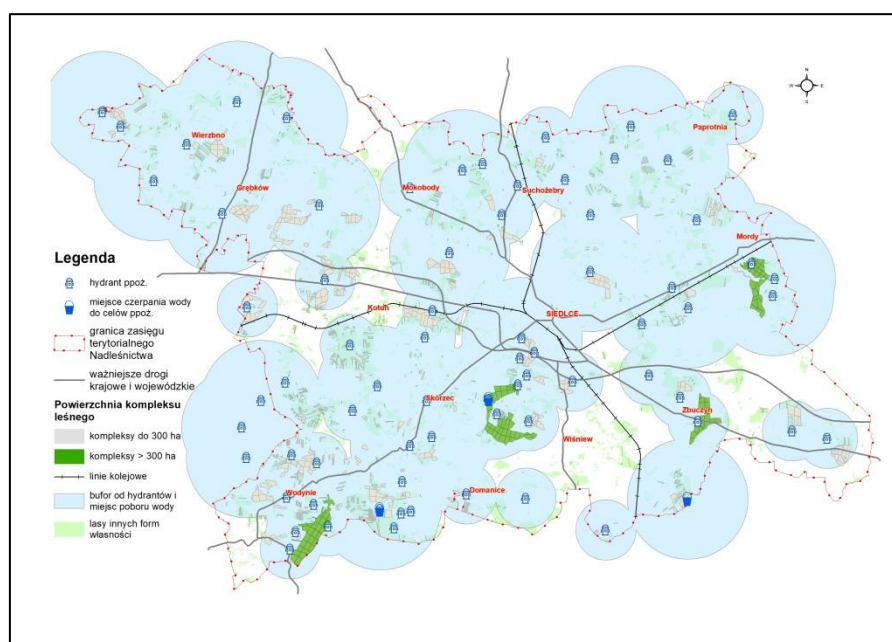 N
W E
S
Paprotnia
Wierzbno
Grębków
Mokobody
Suchożebry
Mordy
Legenda
hydrant ppoż.
miejsce czerpania wody
do celów ppoż.
granica zasięgu
terytorialnego
Nadleśnictwa
ważniejsze drogi
krajowe i wojewódzkie
Powierzchnia kompleksu
leśnego
kompleksy do 300 ha
kompleksy > 300 ha
linie kolejowe
bufor od hydrantów i
miejsc poboru wody
lasy innych form
własności
Kotuń
SIEDLCE
Skórzec
Zbuczyn
Wiśniew
Wodynie
Domanice